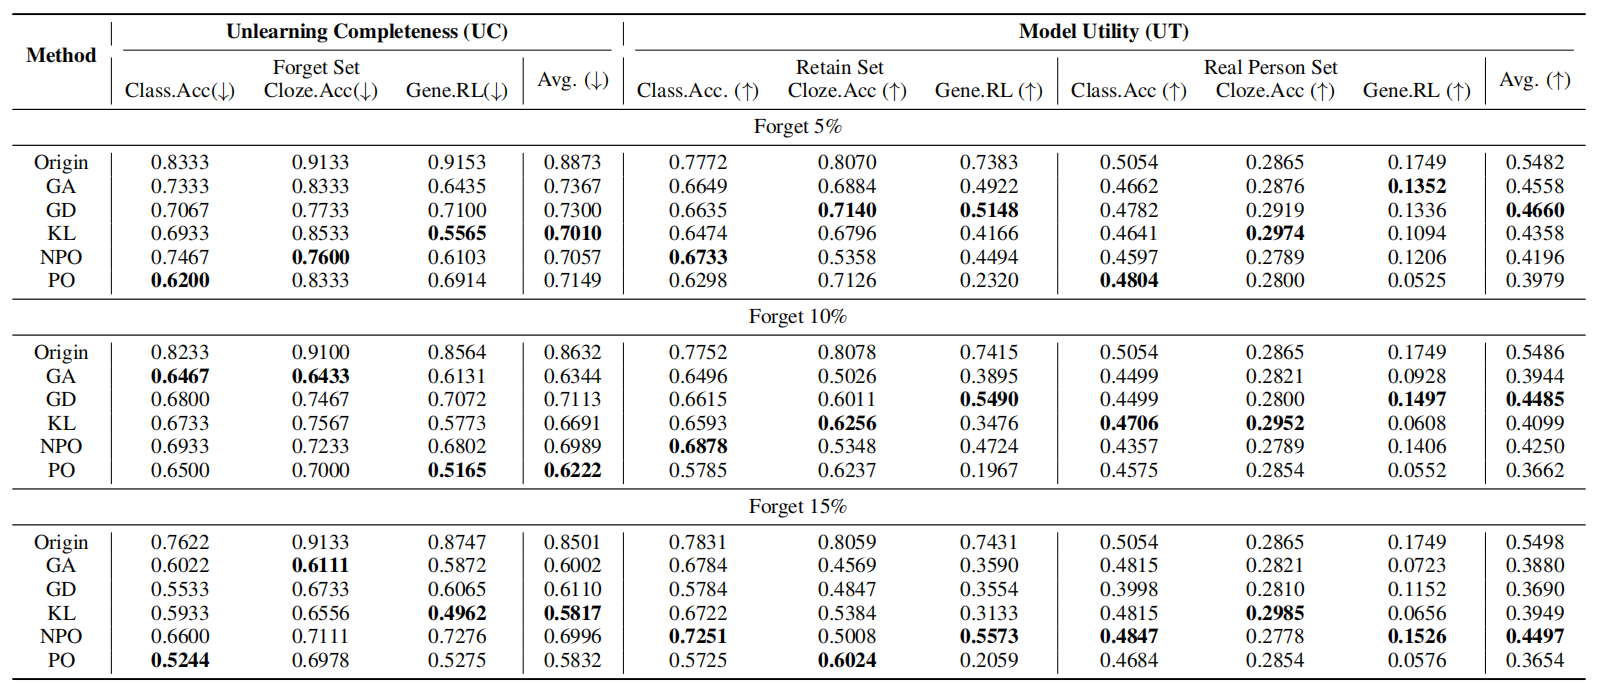 Unlearning Completeness (UC) Model Utility (UT)
Method
Forget Set Retain Set Real Person Set
Avg. (↓) Avg. (↑)
Class.Acc(↓) Cloze.Acc(↓) Gene.RL(↓) Class.Acc. (↑) Cloze.Acc (↑) Gene.RL (↑) Class.Acc (↑) Cloze.Acc (↑) Gene.RL (↑)
Forget 5%
Origin 0.8333 0.9133 0.9153 0.8873 0.7772 0.8070 0.7383 0.5054 0.2865 0.1749 0.5482
GA 0.7333 0.8333 0.6435 0.7367 0.6649 0.6884 0.4922 0.4662 0.2876 0.1352 0.4558
GD 0.7067 0.7733 0.7100 0.7300 0.6635 0.7140 0.5148 0.4782 0.2919 0.1336 0.4660
KL 0.6933 0.8533 0.5565 0.7010 0.6474 0.6796 0.4166 0.4641 0.2974 0.1094 0.4358
NPO 0.7467 0.7600 0.6103 0.7057 0.6733 0.5358 0.4494 0.4597 0.2789 0.1206 0.4196
PO 0.6200 0.8333 0.6914 0.7149 0.6298 0.7126 0.2320 0.4804 0.2800 0.0525 0.3979
Forget 10%
Origin 0.8233 0.9100 0.8564 0.8632 0.7752 0.8078 0.7415 0.5054 0.2865 0.1749 0.5486
GA 0.6467 0.6433 0.6131 0.6344 0.6496 0.5026 0.3895 0.4499 0.2821 0.0928 0.3944
GD 0.6800 0.7467 0.7072 0.7113 0.6615 0.6011 0.5490 0.4499 0.2800 0.1497 0.4485
KL 0.6733 0.7567 0.5773 0.6691 0.6593 0.6256 0.3476 0.4706 0.2952 0.0608 0.4099
NPO 0.6933 0.7233 0.6802 0.6989 0.6878 0.5348 0.4724 0.4357 0.2789 0.1406 0.4250
PO 0.6500 0.7000 0.5165 0.6222 0.5785 0.6237 0.1967 0.4575 0.2854 0.0552 0.3662
Forget 15%
Origin 0.7622 0.9133 0.8747 0.8501 0.7831 0.8059 0.7431 0.5054 0.2865 0.1749 0.5498
GA 0.6022 0.6111 0.5872 0.6002 0.6784 0.4569 0.3590 0.4815 0.2821 0.0723 0.3880
GD 0.5533 0.6733 0.6065 0.6110 0.5784 0.4847 0.3554 0.3998 0.2810 0.1152 0.3690
KL 0.5933 0.6556 0.4962 0.5817 0.6722 0.5384 0.3133 0.4815 0.2985 0.0656 0.3949
NPO 0.6600 0.7111 0.7276 0.6996 0.7251 0.5008 0.5573 0.4847 0.2778 0.1526 0.4497
PO 0.5244 0.6978 0.5275 0.5832 0.5725 0.6024 0.2059 0.4684 0.2854 0.0576 0.3654